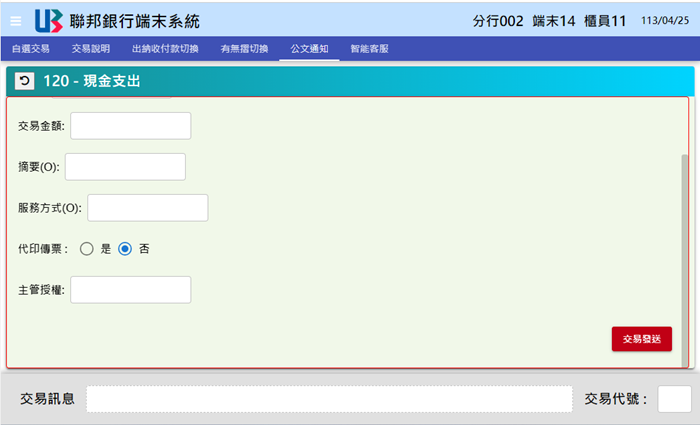 UB 聯邦銀行端末系統 分行002 端末14 櫃員11 113/04/25
自選交易 交易說明 出納收付款切換 有無摺切換 公文通知 智能客服
120 - 現金支出
交易金額:
摘要(O):
服務方式(O):
代印傳票： 是 否
主管授權:
交易發送
交易訊息 交易代號：